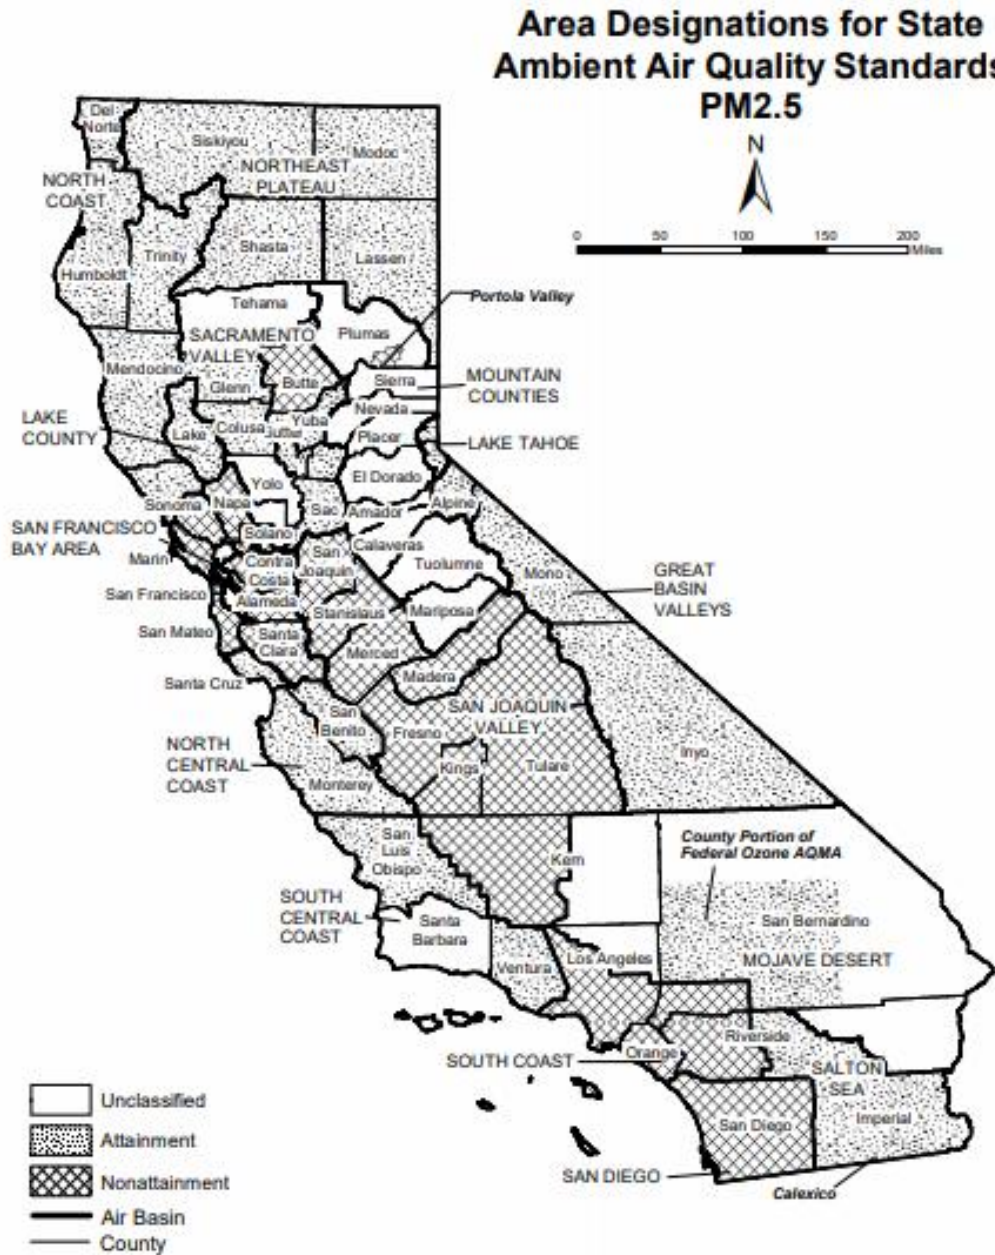 Area Designations for State
Ambient Air Quality Standards
PM2.5
N
0 50 100 150 200
Miles
Del
Norte
Siskiyou
Modoc
NORTHEAST
PLATEAU
NORTH
COAST
Humboldt
Trinity
Shasta
Lassen
Portola Valley
Tehama
Plumas
SACRAMENTO
VALLEY
Mendocino
Glenn
Butte
Sierra
MOUNTAIN
COUNTIES
Nevada
LAKE
COUNTY
Lake
Colusa
Yuba
Placer
LAKE TAHOE
Yolo
El Dorado
Sonoma
Napa
Sac
Amador
Alpine
SAN FRANCISCO
BAY AREA
Solano
Marin
Contra
Costa
San
Joaquin
Calaveras
Tuolumne
Mono
GREAT
BASIN
VALLEYS
San Francisco
Alameda
Stanislaus
Mariposa
San Mateo
Santa
Clara
Merced
Madera
Santa Cruz
San
Benito
Fresno
SAN JOAQUIN
VALLEY
NORTH
CENTRAL
COAST
Monterey
Kings
Tulare
Inyo
San
Luis
Obispo
Kern
County Portion of
Federal Ozone AQMA
SOUTH
CENTRAL
COAST
Santa
Barbara
San Bernardino
Ventura
Los Angeles
MOJAVE DESERT
SOUTH COAST
Orange
Riverside
SALTON
SEA
San Diego
Imperial
SAN DIEGO
Calexico
Unclassified
Attainment
Nonattainment
Air Basin
County